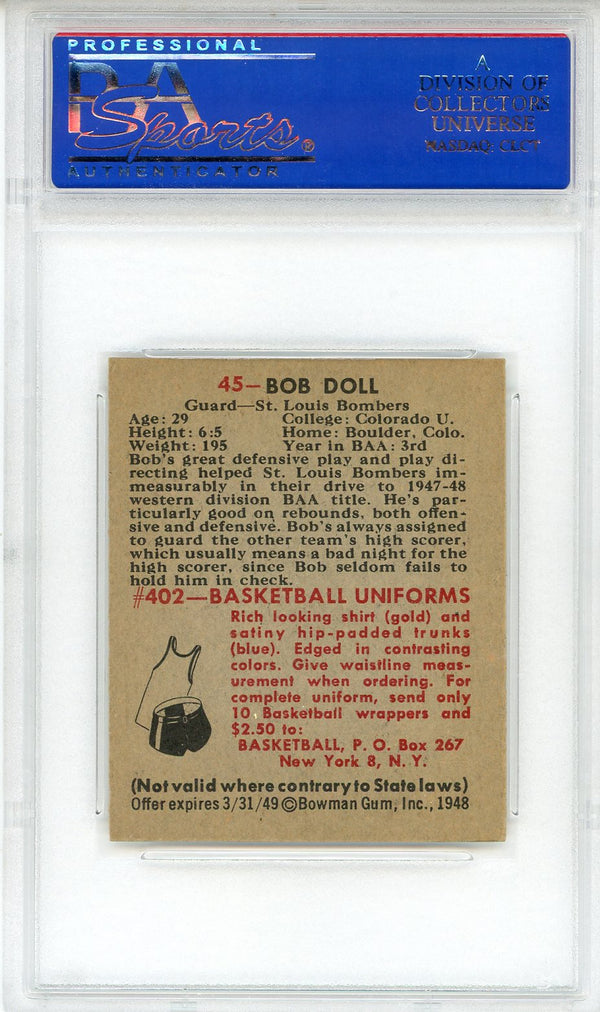 PROFESSIONAL
PSA
Sports®
AUTHENTICATOR
A
DIVISION OF
COLLECTORS
UNIVERSE
NASDAQ: CLCT
45—BOB DOLL
Guard—St. Louis Bombers
Age: 29 College: Colorado U.
Height: 6:5 Home: Boulder, Colo.
Weight: 195 Year in BAA: 3rd
Bob's great defensive play and play di-
recting helped St. Louis Bombers im-
measurably in their drive to 1947-48
western division BAA title. He's par-
ticularly good on rebounds, both offen-
sive and defensive. Bob's always assigned
to guard the other team's high scorer,
which usually means a bad night for the
high scorer, since Bob seldom fails to
hold him in check.
#402—BASKETBALL UNIFORMS
Rich looking shirt (gold) and
satiny hip-padded trunks
(blue). Edged in contrasting
colors. Give waistline meas-
urement when ordering. For
complete uniform, send only
10 Basketball wrappers and
$2.50 to:
BASKETBALL, P. O. Box 267
New York 8, N. Y.
(Not valid where contrary to State laws)
Offer expires 3/31/49 ©Bowman Gum, Inc., 1948